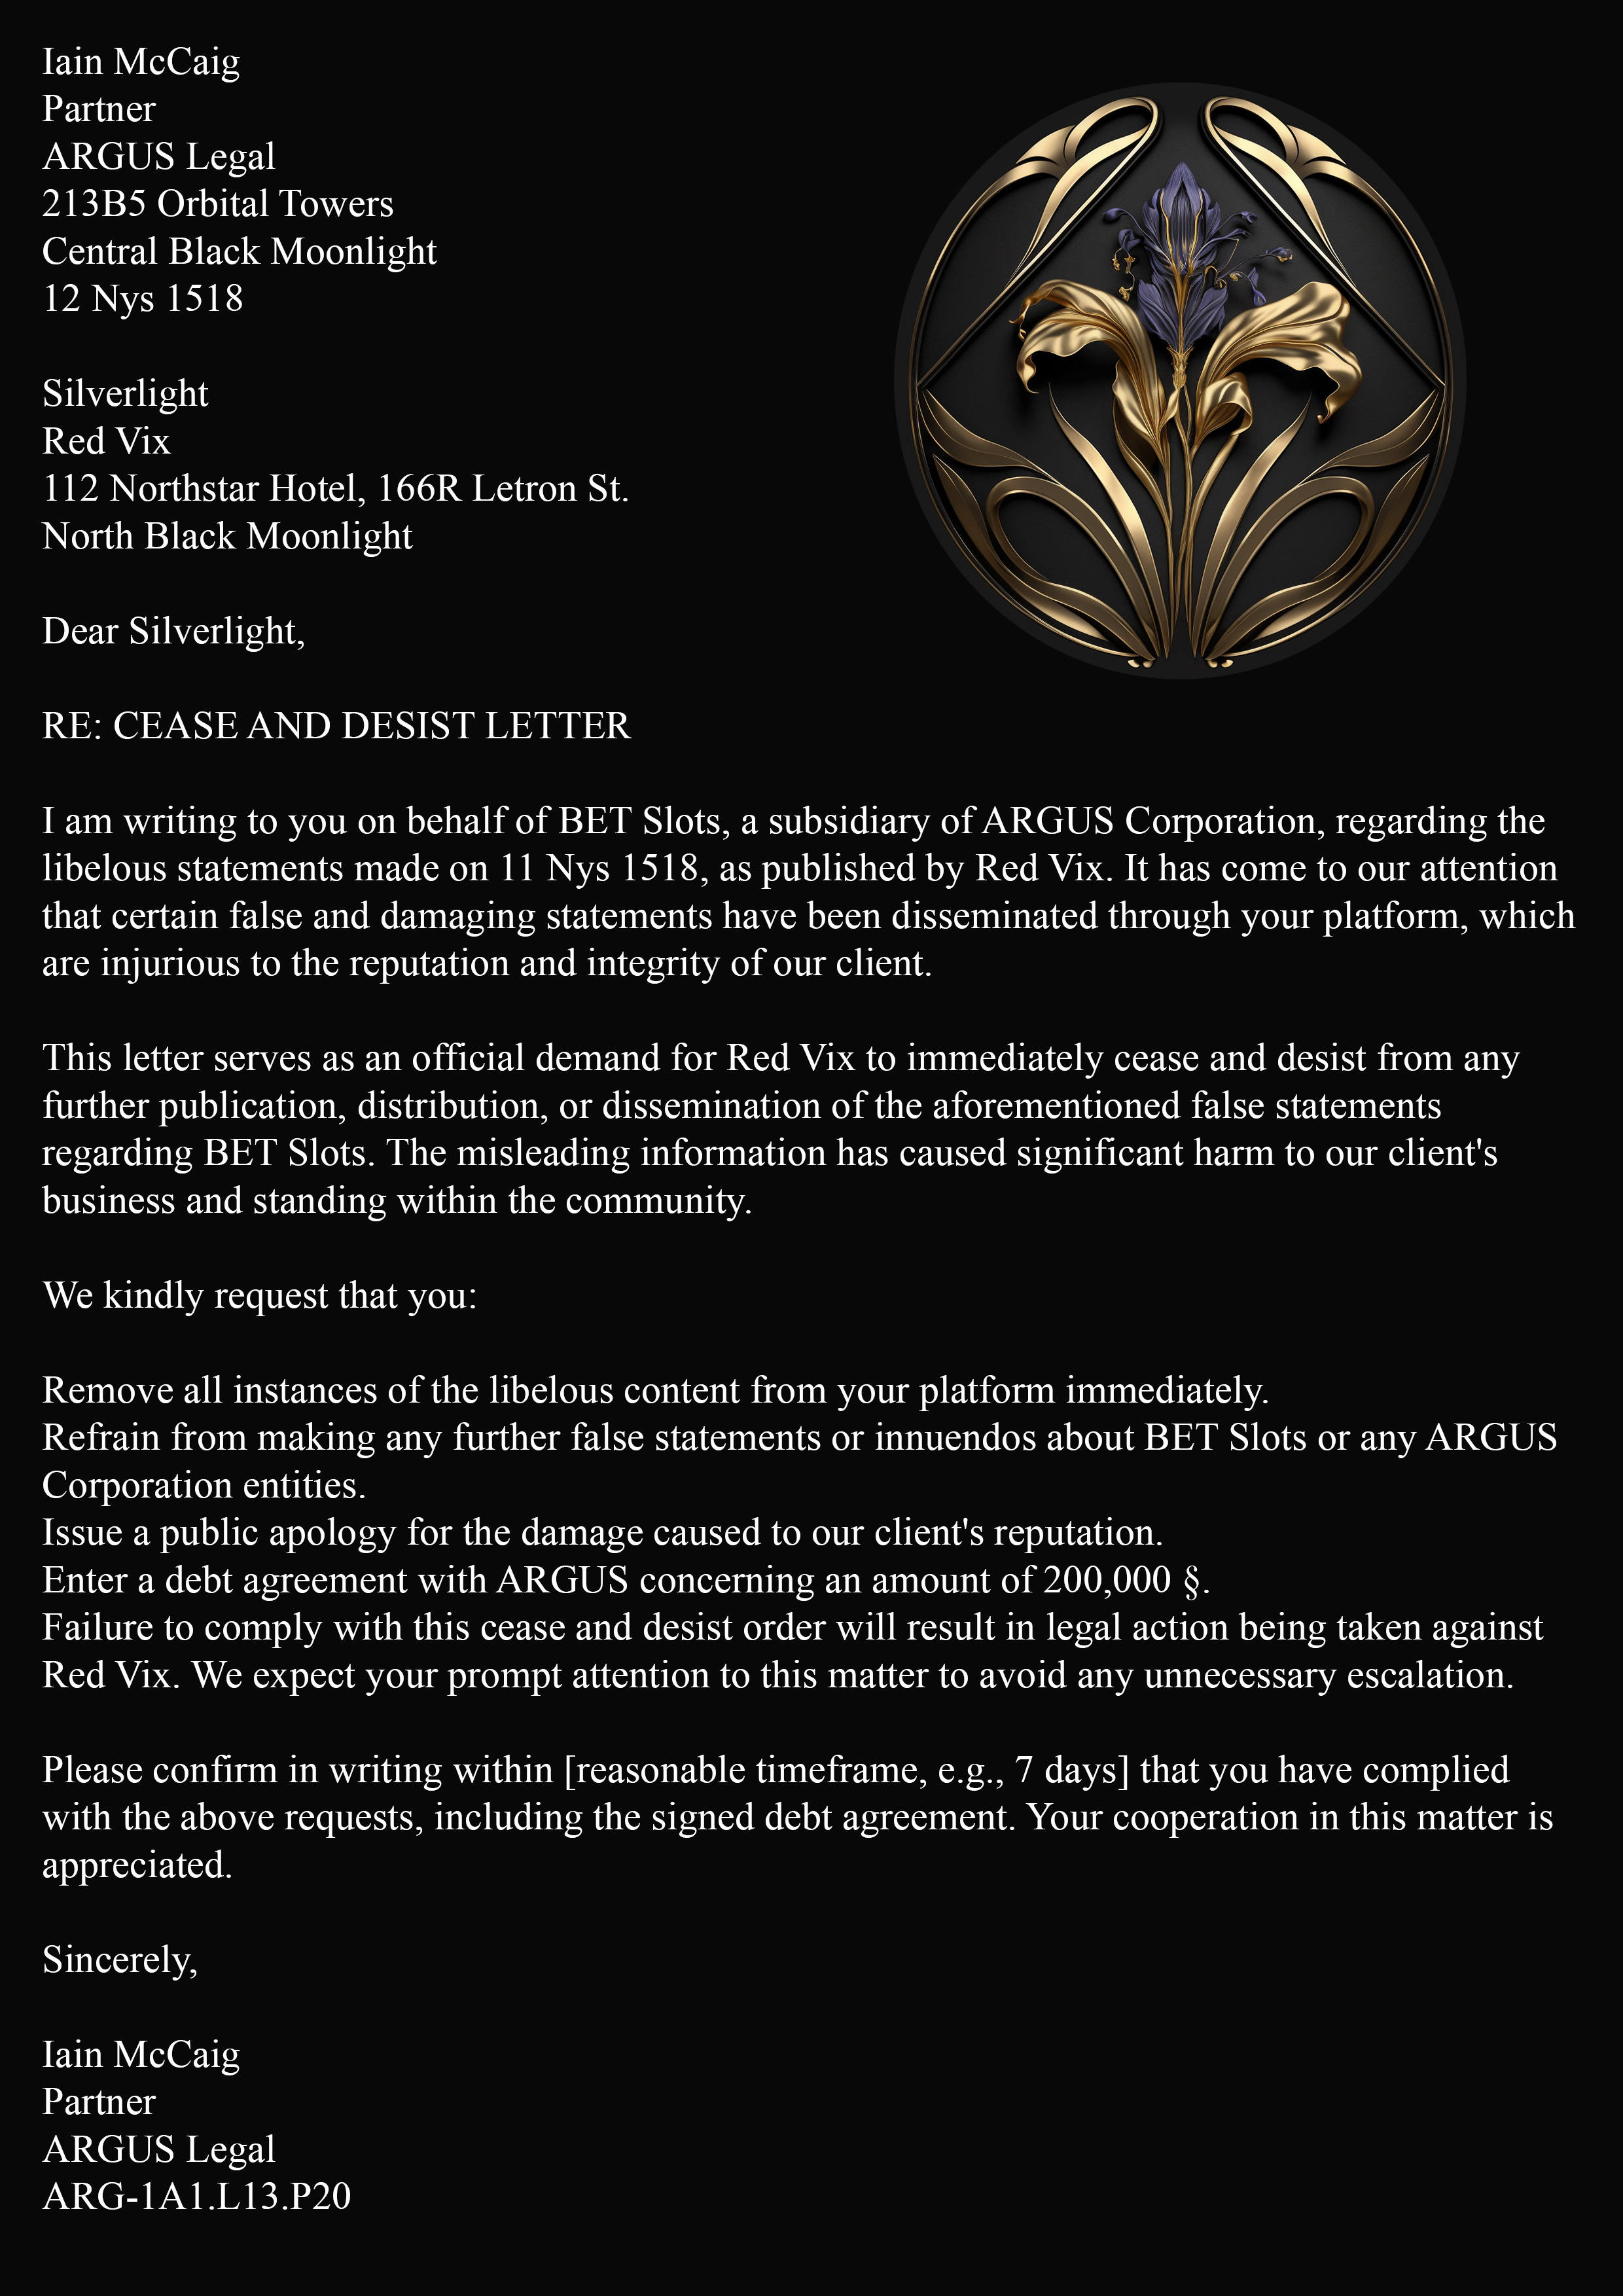 Iain McCaig
Partner
ARGUS Legal
213B5 Orbital Towers
Central Black Moonlight
12 Nys 1518
Silverlight
Red Vix
112 Northstar Hotel, 166R Letron St.
North Black Moonlight
Dear Silverlight,
RE: CEASE AND DESIST LETTER
I am writing to you on behalf of BET Slots, a subsidiary of ARGUS Corporation, regarding the
libelous statements made on 11 Nys 1518, as published by Red Vix. It has come to our attention
that certain false and damaging statements have been disseminated through your platform, which
are injurious to the reputation and integrity of our client.
This letter serves as an official demand for Red Vix to immediately cease and desist from any
further publication, distribution, or dissemination of the aforementioned false statements
regarding BET Slots. The misleading information has caused significant harm to our client's
business and standing within the community.
We kindly request that you:
Remove all instances of the libelous content from your platform immediately.
Refrain from making any further false statements or innuendos about BET Slots or any ARGUS
Corporation entities.
Issue a public apology for the damage caused to our client's reputation.
Enter a debt agreement with ARGUS concerning an amount of 200,000 §.
Failure to comply with this cease and desist order will result in legal action being taken against
Red Vix. We expect your prompt attention to this matter to avoid any unnecessary escalation.
Please confirm in writing within [reasonable timeframe, e.g., 7 days] that you have complied
with the above requests, including the signed debt agreement. Your cooperation in this matter is
appreciated.
Sincerely,
Iain McCaig
Partner
ARGUS Legal
ARG-1A1.L13.P20